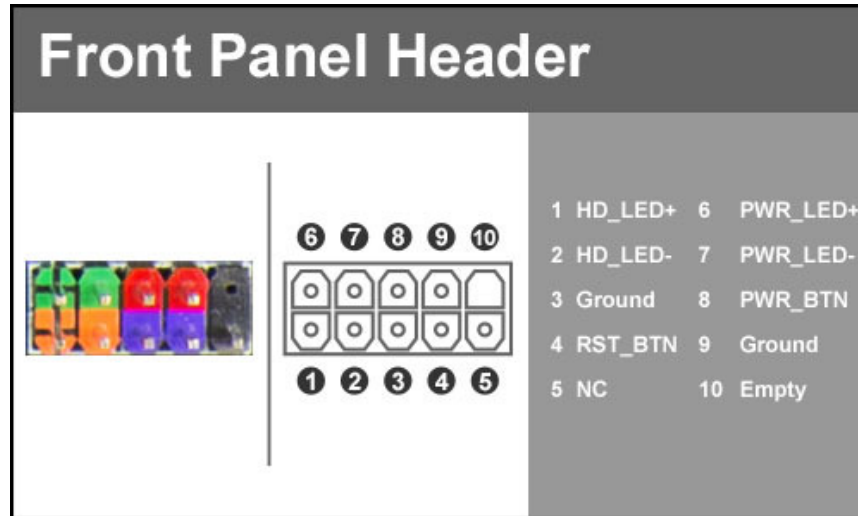 Front Panel Header
6 7 8 9 10
1 2 3 4 5
1 HD_LED+ 6 PWR_LED+
2 HD_LED- 7 PWR_LED-
3 Ground 8 PWR_BTN
4 RST_BTN 9 Ground
5 NC 10 Empty